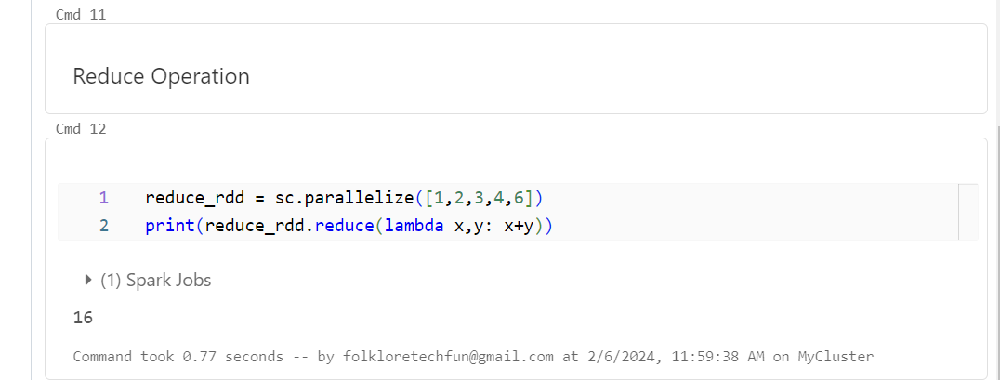 Cmd 11
Reduce Operation
Cmd 12
1 reduce_rdd = sc.parallelize([1,2,3,4,6])
2 print(reduce_rdd.reduce(lambda x,y: x+y))
(1) Spark Jobs
16
Command took 0.77 seconds -- by folkloretechfun@gmail.com at 2/6/2024, 11:59:38 AM on MyCluster